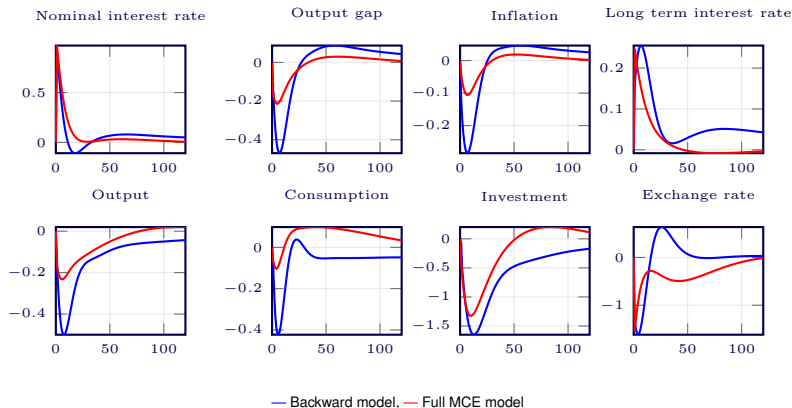 Nominal interest rate
Output gap
Inflation
Long term interest rate
0.5
0
0 50 100
0
−0.2
−0.4
0 50 100
0
−0.1
−0.2
0 50 100
0.2
0.1
0
0 50 100
Output
Consumption
Investment
Exchange rate
0
−0.2
−0.4
0 50 100
0
−0.2
−0.4
0 50 100
0
−0.5
−1
−1.5
0 50 100
0
−1
0 50 100
Backward model, Full MCE model